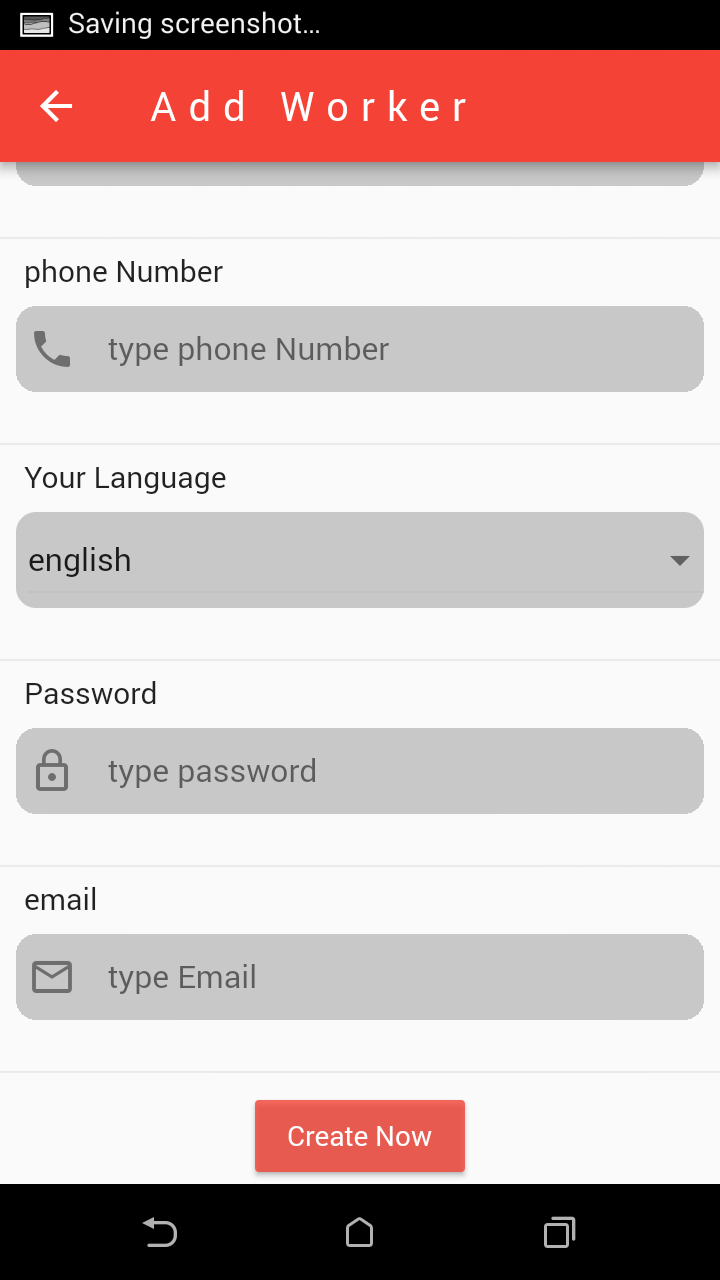 Saving screenshot...
Add Worker
phone Number
type phone Number
Your Language
english
Password
type password
email
type Email
Create Now